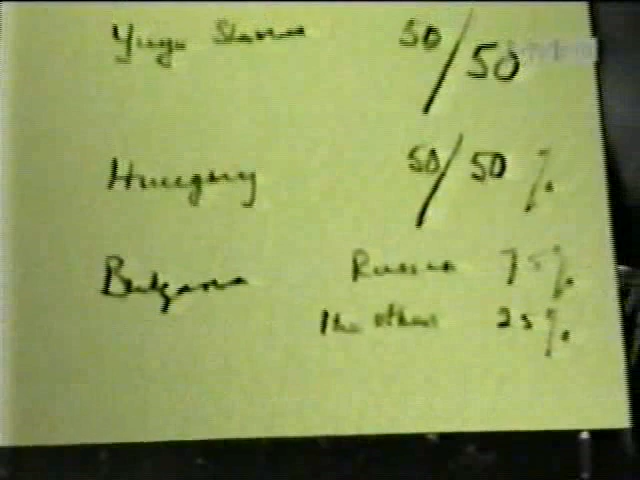 Yugo Slavia 50/50
Hungary 50/50 %
Bulgaria Russia 75%
The others 25%